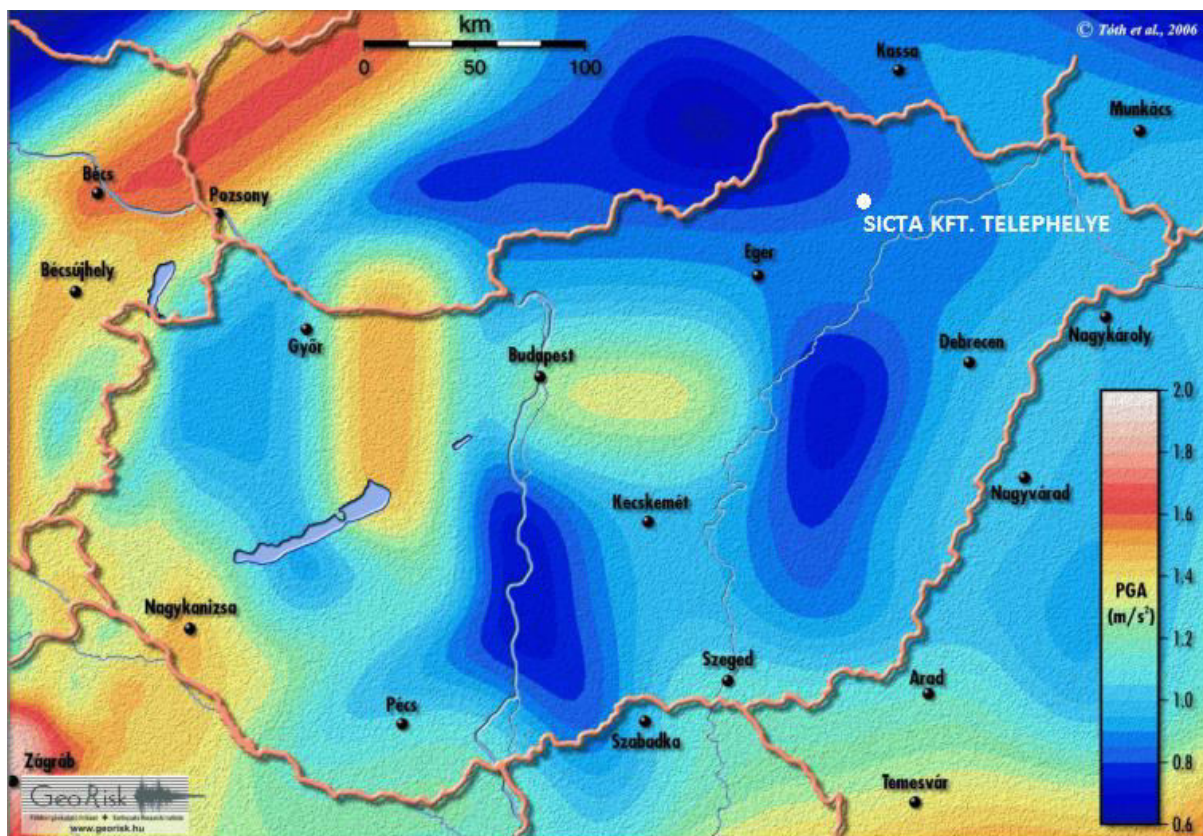 km
0 50 100
© Tóth et al., 2006
Kassa
Munkács
Bécs
Pozsony
SICTA KFT. TELEPHELYE
Bécsújhely
Eger
Győr
Budapest
Debrecen
Nagykároly
2.0
1.8
1.6
1.4
PGA
(m/s²)
1.2
1.0
0.8
0.6
Kecskemét
Nagyvárad
Nagykanizsa
Szeged
Arad
Pécs
Szabadka
Zágráb
Temesvár
GeoRisk
www.georisk.hu